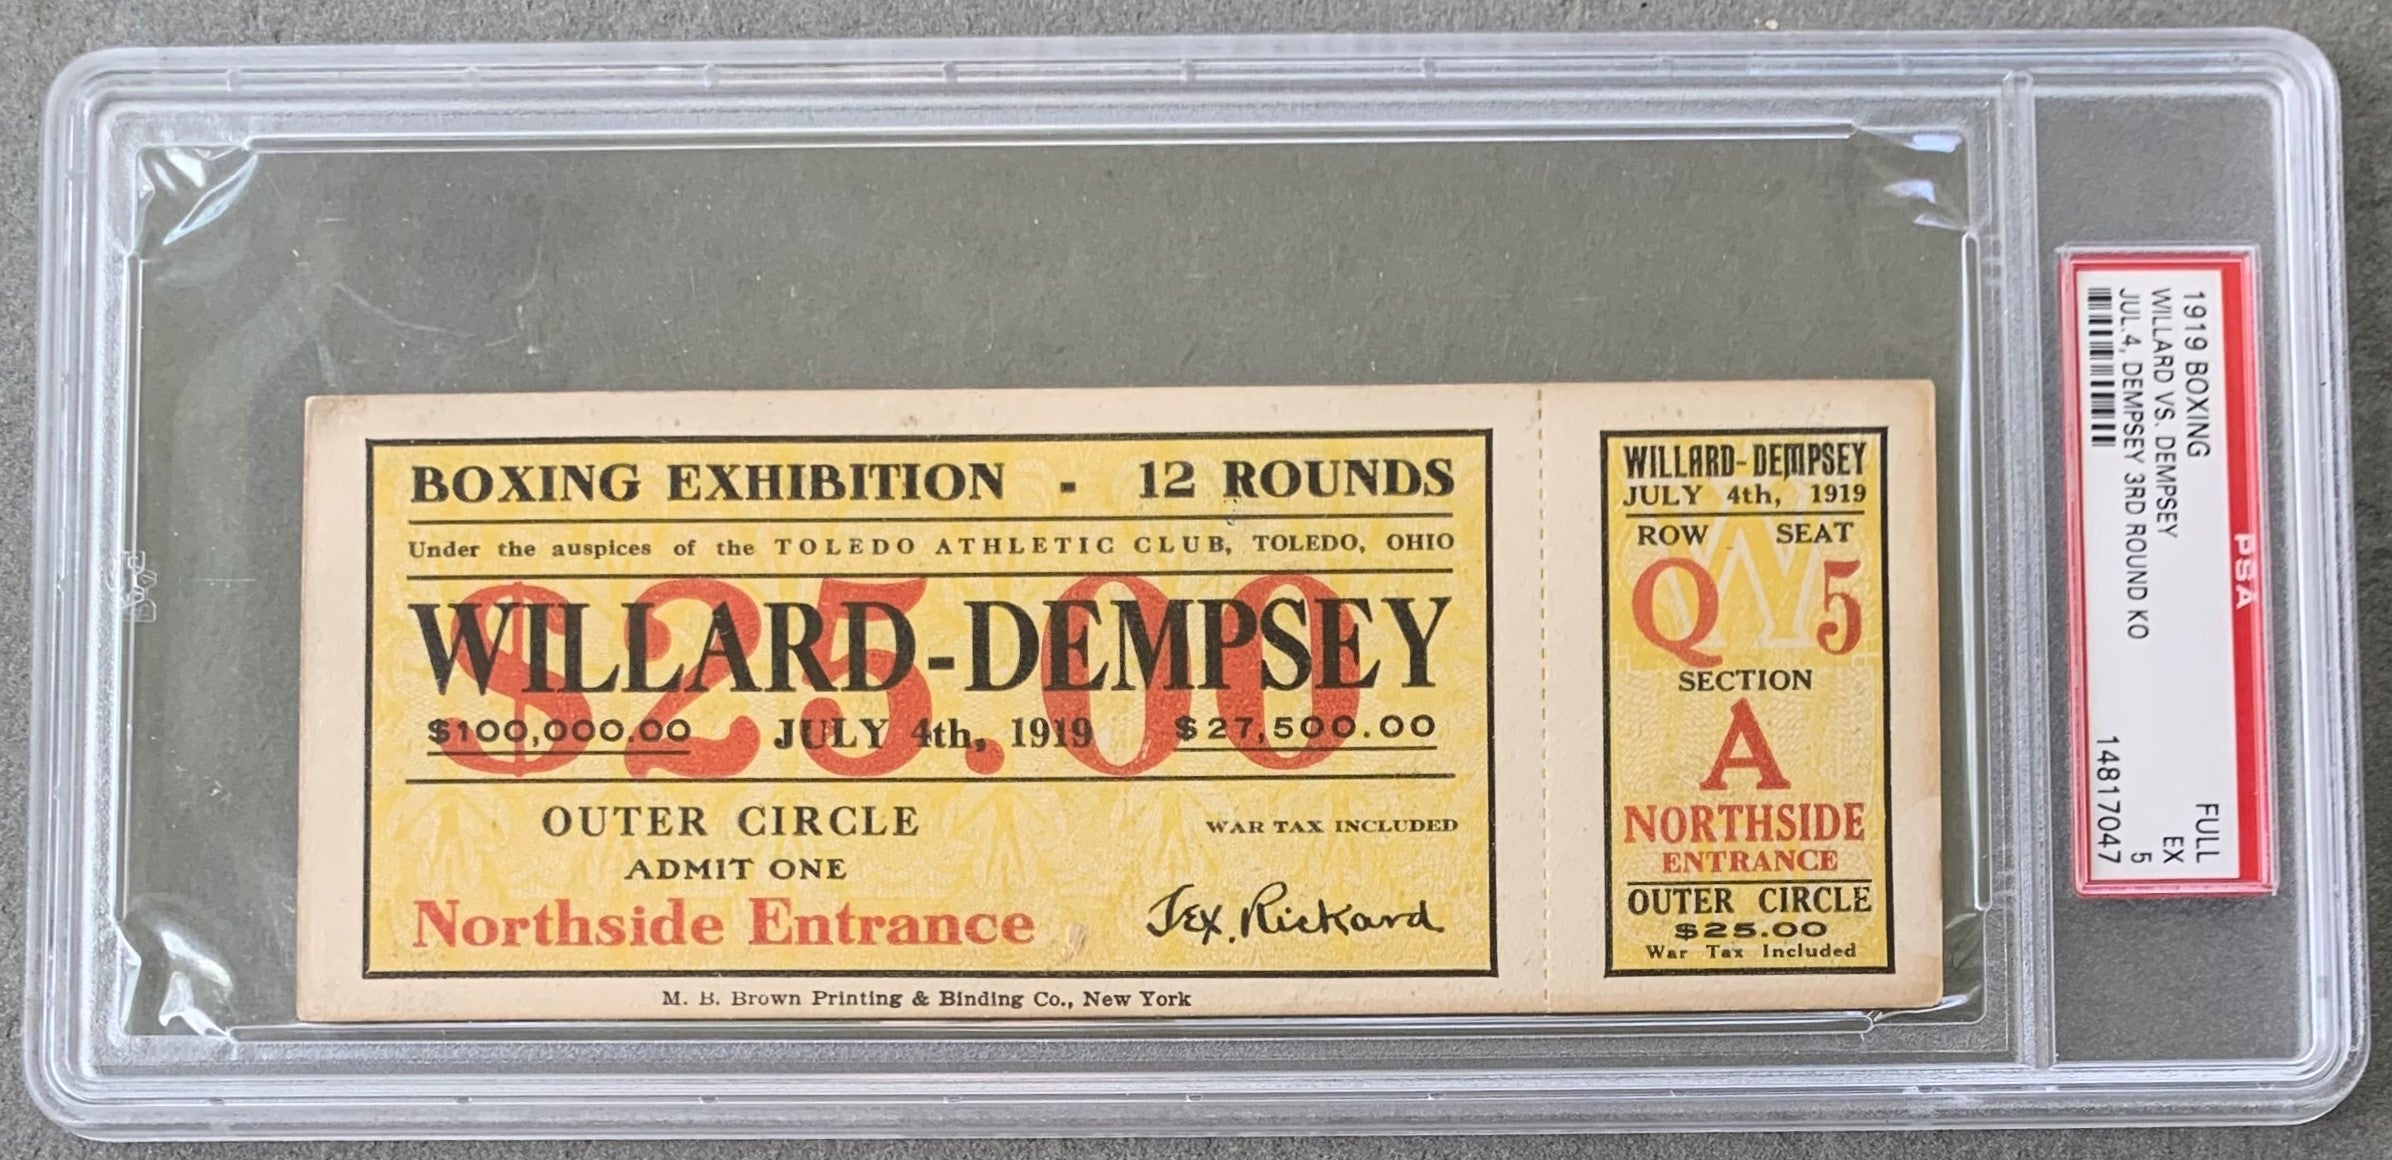 BOXING EXHIBITION - 12 ROUNDS
Under the auspices of the TOLEDO ATHLETIC CLUB, TOLEDO, OHIO
$25.00
WILLARD-DEMPSEY
$100,000.00 JULY 4th, 1919 $27,500.00
OUTER CIRCLE
WAR TAX INCLUDED
ADMIT ONE
Northside Entrance
Tex. Rickard
M. B. Brown Printing & Binding Co., New York
WILLARD-DEMPSEY
JULY 4th, 1919
ROW SEAT
Q 5
SECTION
A
NORTHSIDE
ENTRANCE
OUTER CIRCLE
$25.00
War Tax Included
PSA
1919 BOXING FULL
WILLARD VS. DEMPSEY EX
JUL.4, DEMPSEY 3RD ROUND KO 5
14817047
PSA